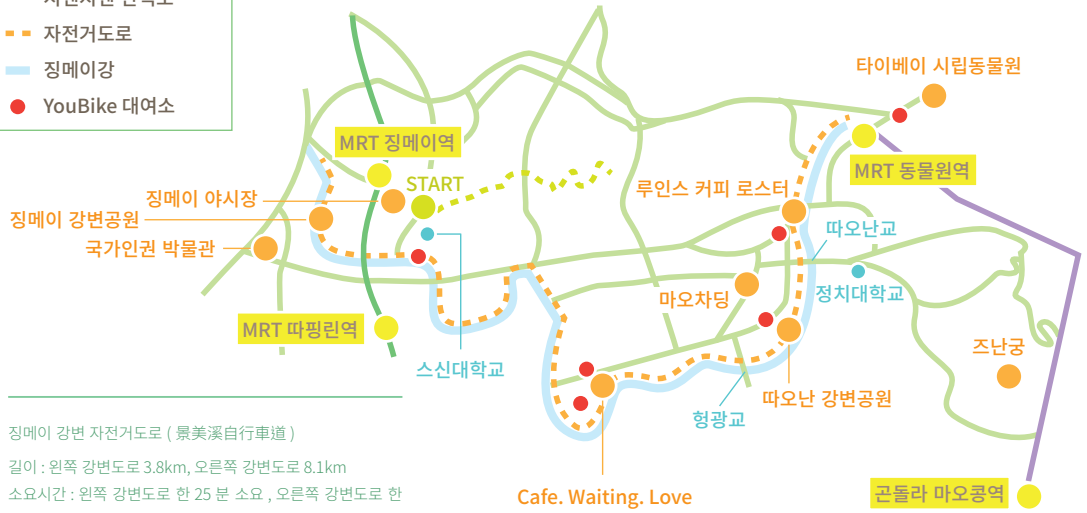 자전거도로
징메이강
YouBike 대여소
타이베이 시립동물원
MRT 징메이역
MRT 동물원역
START
루인스 커피 로스터
징메이 야시장
징메이 강변공원
국가인권 박물관
따오난교
정치대학교
마오차딩
MRT 따핑린역
스신대학교
즈난궁
따오난 강변공원
헝광교
징메이 강변 자전거도로 ( 景美溪自行車道 )
길이 : 왼쪽 강변도로 3.8km, 오른쪽 강변도로 8.1km
소요시간 : 왼쪽 강변도로 한 25 분 소요 , 오른쪽 강변도로 한
Cafe. Waiting. Love
곤돌라 마오콩역